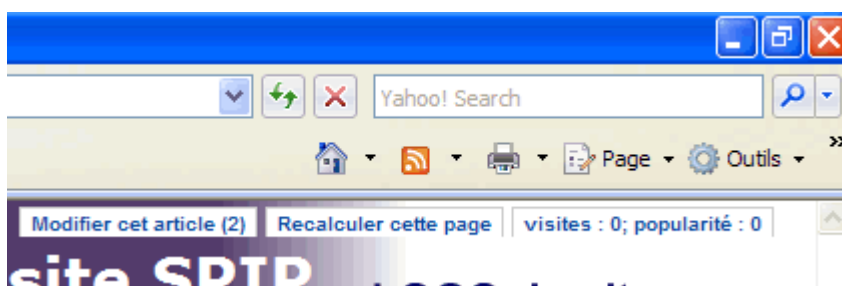 Yahoo! Search
Page Outils
Modifier cet article (2) Recalculer cette page visites : 0; popularité : 0
site SPIP